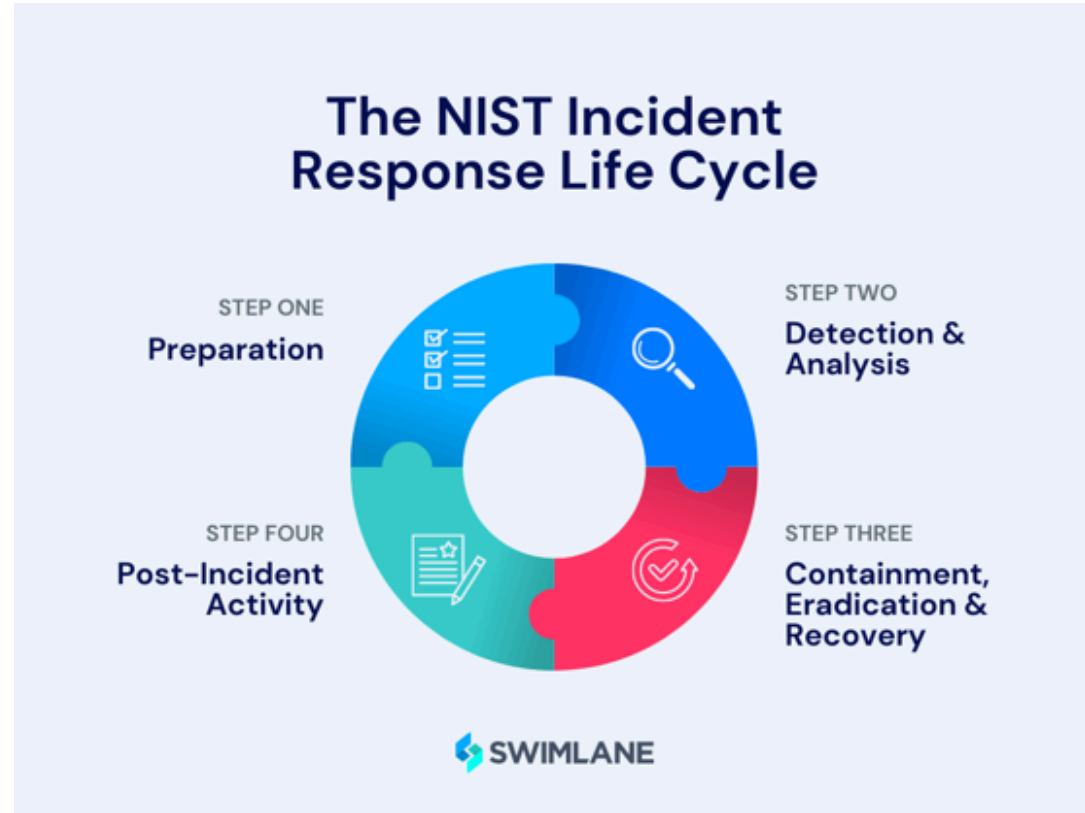 The NIST Incident
Response Life Cycle
STEP ONE
Preparation
STEP TWO
Detection &
Analysis
STEP THREE
Containment,
Eradication &
Recovery
STEP FOUR
Post-Incident
Activity
SWIMLANE